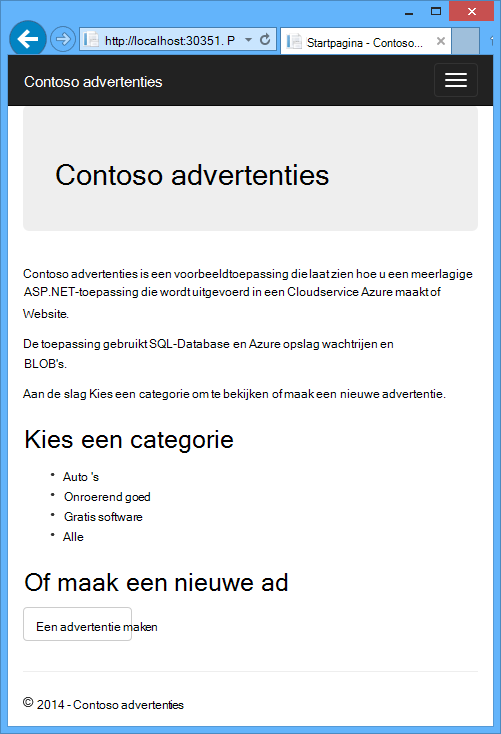 http://localhost:30351. P
Startpagina - Contoso...
Contoso advertenties
Contoso advertenties
Contoso advertenties is een voorbeeldtoepassing die laat zien hoe u een meerlagige
ASP.NET-toepassing die wordt uitgevoerd in een Cloudservice Azure maakt of
Website.
De toepassing gebruikt SQL-Database en Azure opslag wachtrijen en
BLOB's.
Aan de slag Kies een categorie om te bekijken of maak een nieuwe advertentie.
Kies een categorie
• Auto 's
• Onroerend goed
• Gratis software
• Alle
Of maak een nieuwe ad
Een advertentie maken
© 2014 - Contoso advertenties